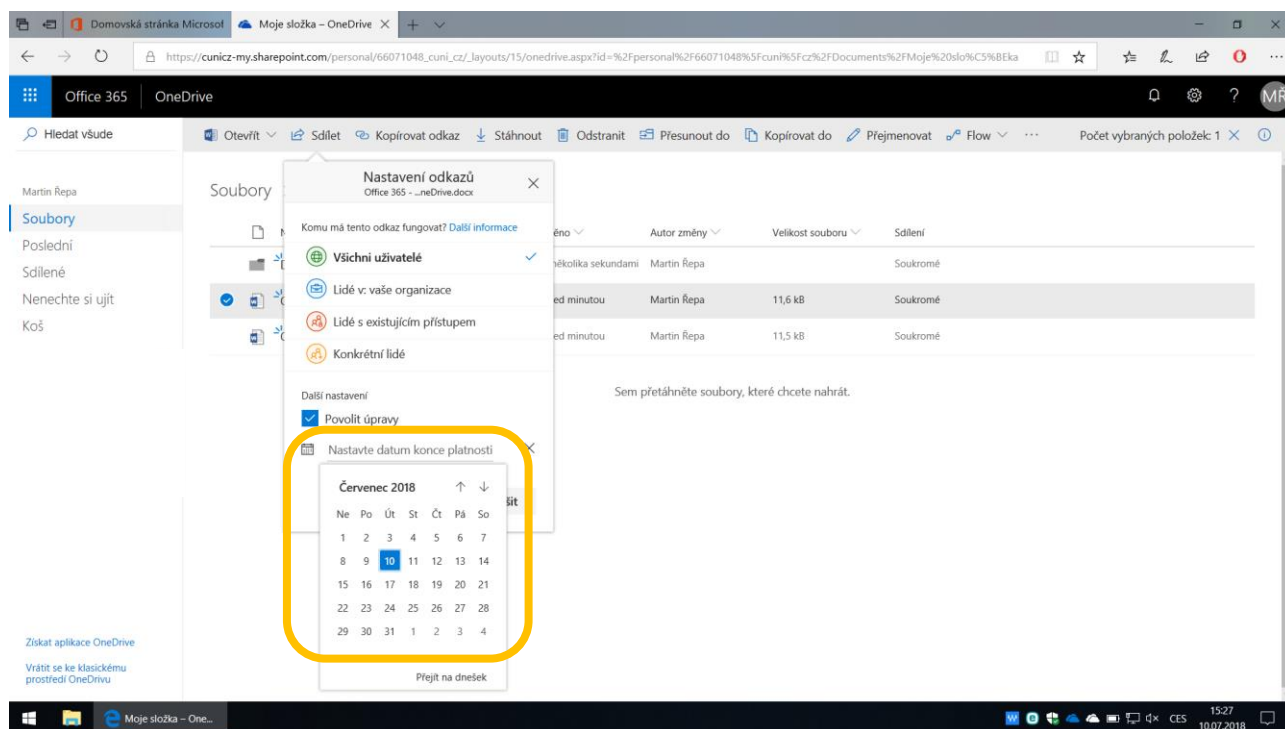 Domovská stránka Microsof
Moje složka – OneDrive
https://cunicz-my.sharepoint.com/personal/66071048_cuni_cz/_layouts/15/onedrive.aspx?id=%2Fpersonal%2F66071048%5Fcuni%5Fcz%2FDocuments%2FMoje%20slo%C5%BEka
Office 365 OneDrive ? MŘ
Hledat všude
Otevřít Sdílet Kopírovat odkaz Stáhnout Odstranit Přesunout do Kopírovat do Přejmenovat Flow ... Počet vybraných položek: 1
Martin Řepa
Soubory
Poslední
Sdílené
Nenechte si ujít
Koš
Získat aplikace OneDrive
Vrátit se ke klasickému
prostředí OneDrivu
Soubory
ěno Autor změny Velikost souboru Sdílení
několika sekundami Martin Řepa Soukromé
ed minutou Martin Řepa 11,6 kB Soukromé
ed minutou Martin Řepa 11,5 kB Soukromé
Sem přetáhněte soubory, které chcete nahrát.
Nastavení odkazů
Office 365 - ...neDrive.docx
Komu má tento odkaz fungovat? Další informace
Všichni uživatelé
Lidé v: vaše organizace
Lidé s existujícím přístupem
Konkrétní lidé
Další nastavení
Povolit úpravy
Nastavte datum konce platnosti
šit
Červenec 2018
Ne Po Út St Čt Pá So
1 2 3 4 5 6 7
8 9 10 11 12 13 14
15 16 17 18 19 20 21
22 23 24 25 26 27 28
29 30 31 1 2 3 4
Přejít na dnešek
Moje složka – One...
CES
15:27
10.07.2018